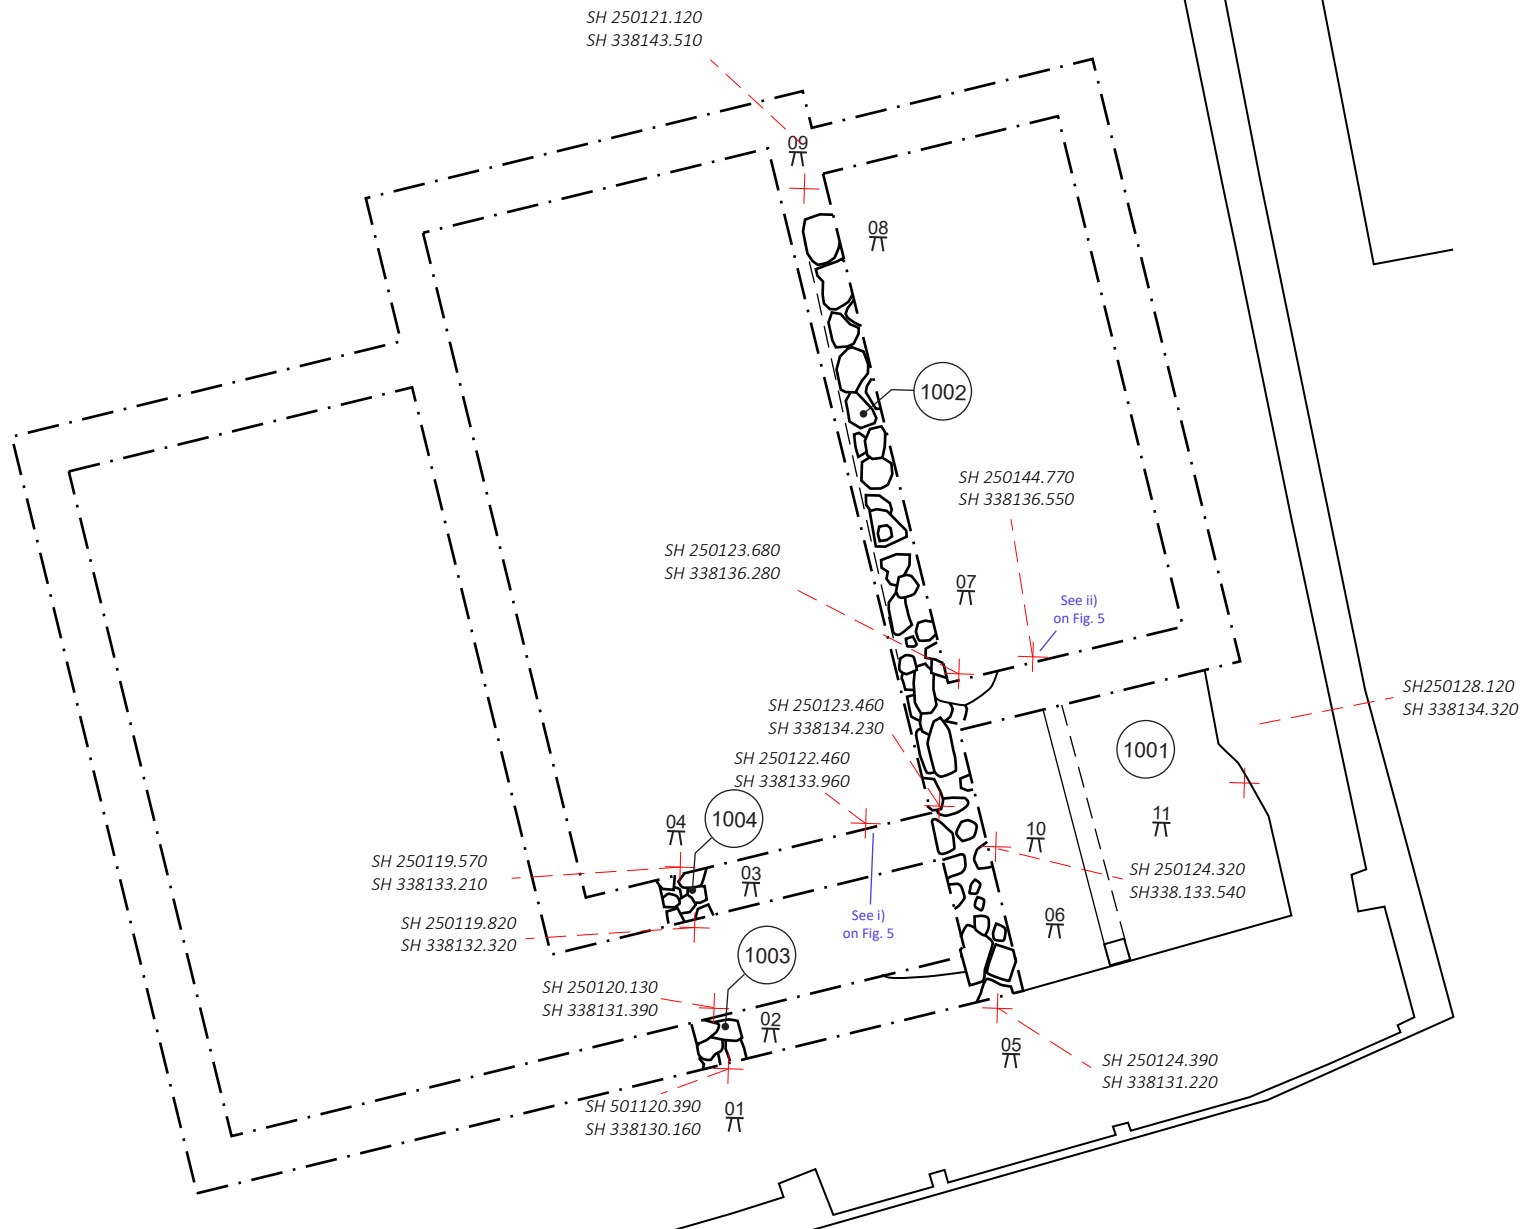 SH 250121.120
SH 338143.510
09
08
1002
SH 250144.770
SH 338136.550
SH 250123.680
SH 338136.280
07
See ii)
on Fig. 5
SH250128.120
SH 338134.320
SH 250123.460
SH 338134.230
1001
SH 250122.460
SH 338133.960
04
1004
10
11
SH 250119.570
SH 338133.210
03
SH 250124.320
SH338.133.540
SH 250119.820
SH 338132.320
See i)
on Fig. 5
06
1003
SH 250120.130
SH 338131.390
02
05
SH 250124.390
SH 338131.220
SH 501120.390
SH 338130.160
01